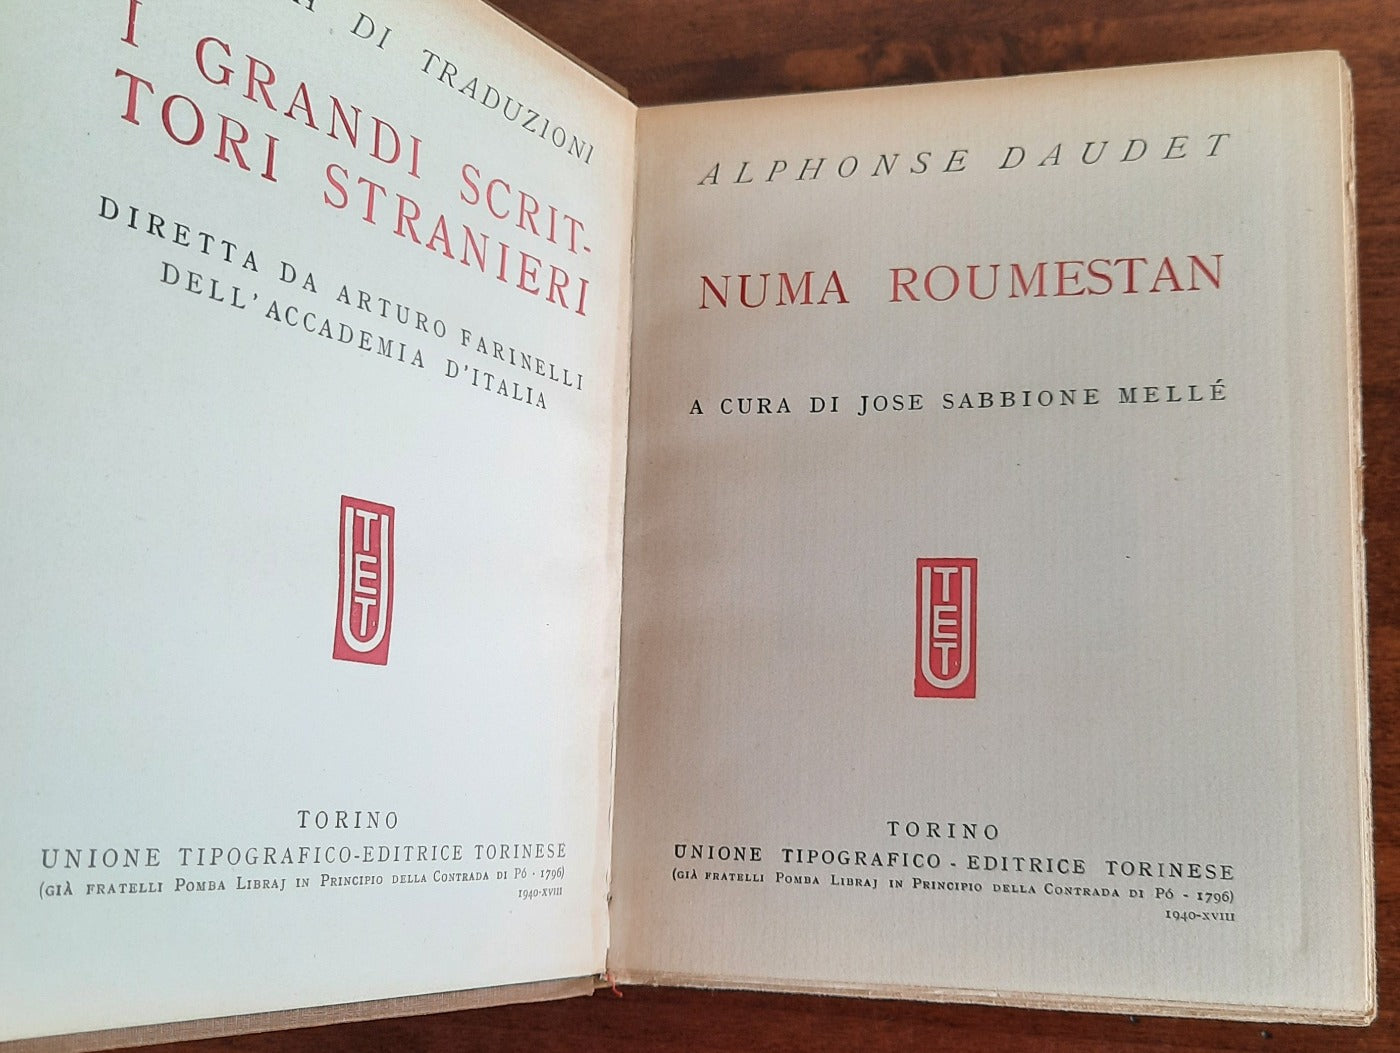 DI TRADUZIONI
I GRANDI SCRIT-
TORI STRANIERI
DIRETTA DA ARTURO FARINELLI
DELL'ACCADEMIA D'ITALIA
UTET
TORINO
UNIONE TIPOGRAFICO-EDITRICE TORINESE
(GIÀ FRATELLI POMBA LIBRAJ IN PRINCIPIO DELLA CONTRADA DI PÓ - 1796)
1940-XVIII
ALPHONSE DAUDET
NUMA ROUMESTAN
A CURA DI JOSE SABBIONE MELLÉ
UTET
TORINO
UNIONE TIPOGRAFICO - EDITRICE TORINESE
(GIÀ FRATELLI POMBA LIBRAJ IN PRINCIPIO DELLA CONTRADA DI PÓ - 1796)
1940-XVIII